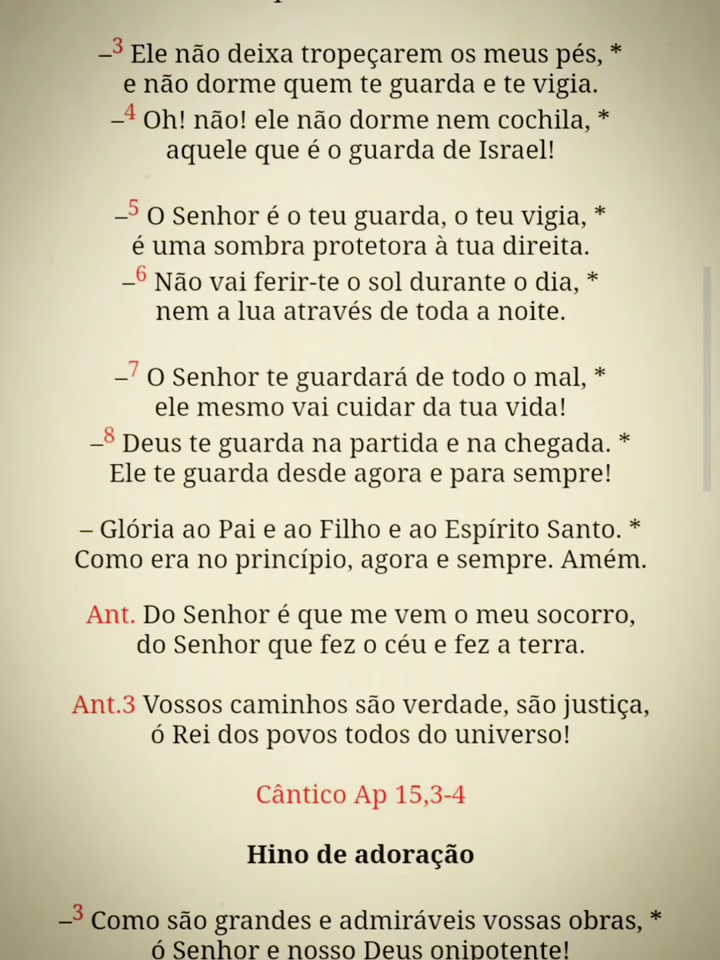 –3 Ele não deixa tropeçarem os meus pés, *
e não dorme quem te guarda e te vigia.
–4 Oh! não! ele não dorme nem cochila, *
aquele que é o guarda de Israel!
–5 O Senhor é o teu guarda, o teu vigia, *
é uma sombra protetora à tua direita.
–6 Não vai ferir-te o sol durante o dia, *
nem a lua através de toda a noite.
–7 O Senhor te guardará de todo o mal, *
ele mesmo vai cuidar da tua vida!
–8 Deus te guarda na partida e na chegada. *
Ele te guarda desde agora e para sempre!
– Glória ao Pai e ao Filho e ao Espírito Santo. *
Como era no princípio, agora e sempre. Amém.
Ant. Do Senhor é que me vem o meu socorro,
do Senhor que fez o céu e fez a terra.
Ant.3 Vossos caminhos são verdade, são justiça,
ó Rei dos povos todos do universo!
Cântico Ap 15,3-4
Hino de adoração
–3 Como são grandes e admiráveis vossas obras, *
ó Senhor e nosso Deus onipotente!